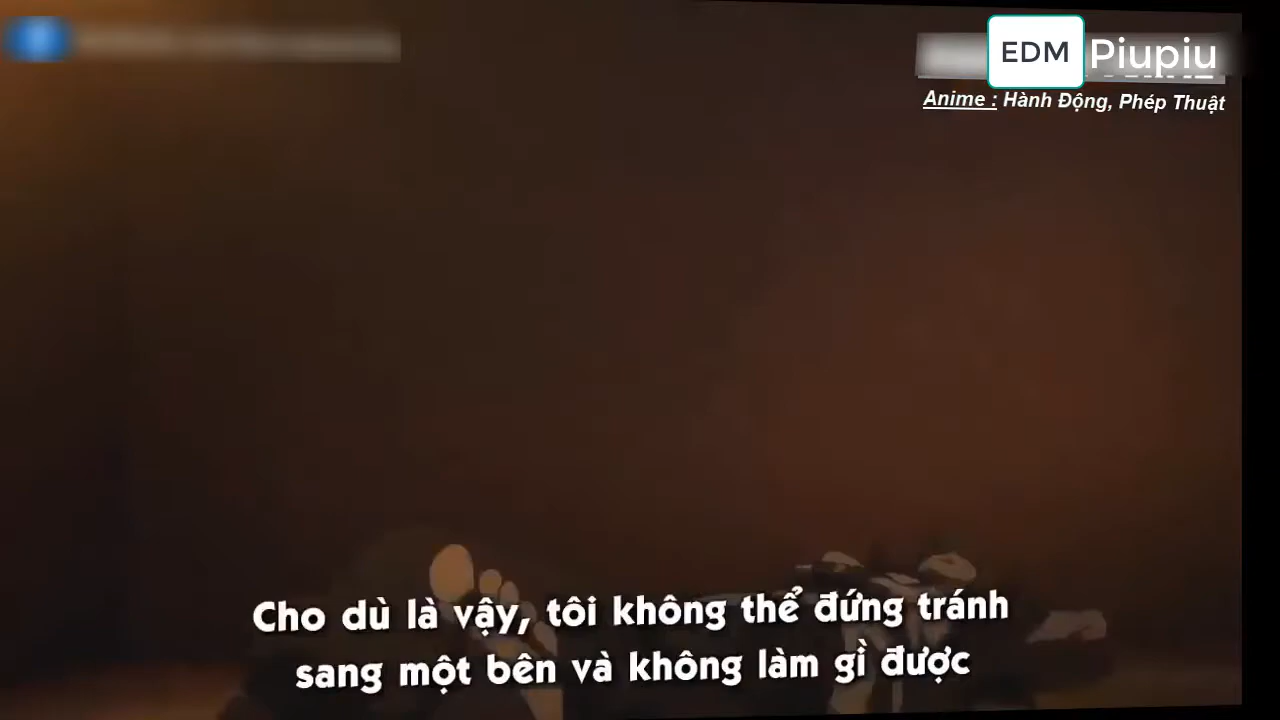 EDM Piupiu
Anime : Hành Động, Phép Thuật
Cho dù là vậy, tôi không thể đứng tránh
sang một bên và không làm gì được